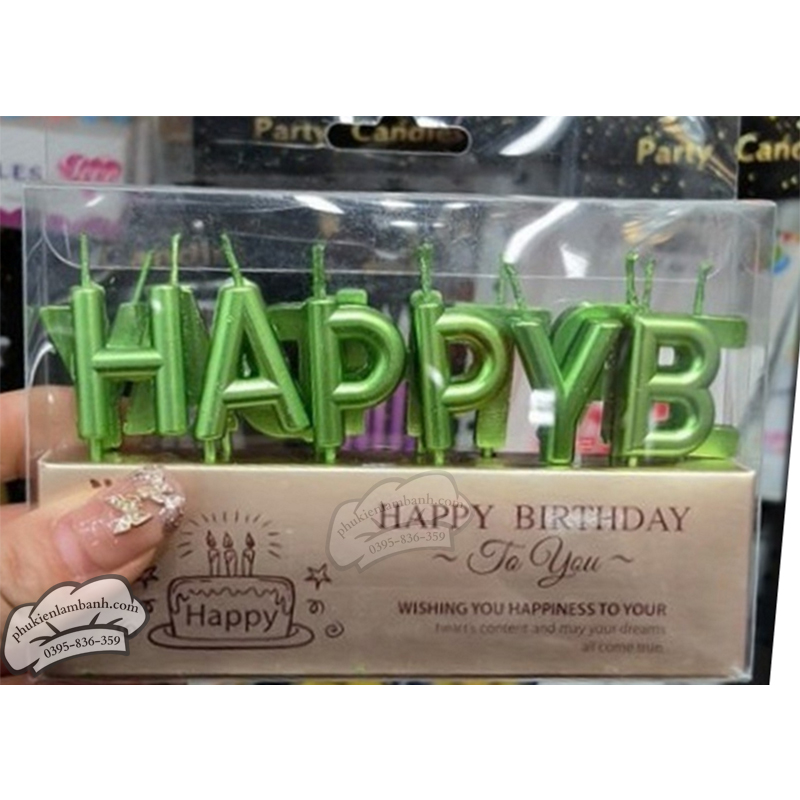 Party Candles
Party Cand
LES Love
HAPPYB
HAPPY BIRTHDAY
~ To You ~
WISHING YOU HAPPINESS TO YOUR
heart's content and may your dreams
all come true.
Happy
phukienlambanh.com
0395-836-359
phukienlambanh.com
0395-836-359